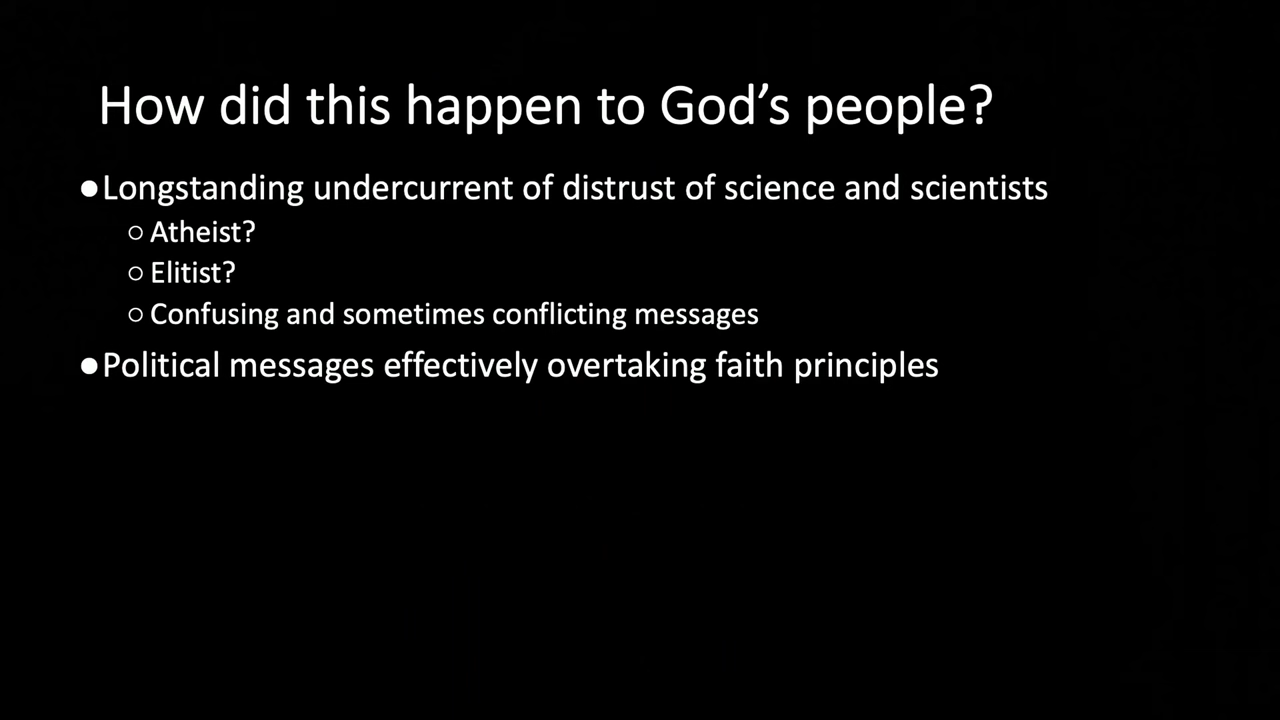 How did this happen to God’s people?
●Longstanding undercurrent of distrust of science and scientists
○ Atheist?
○ Elitist?
○ Confusing and sometimes conflicting messages
●Political messages effectively overtaking faith principles